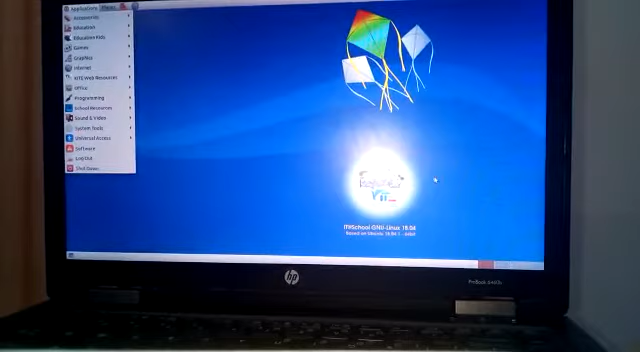 Applications Places
Accessories
Education
Education Kids
Games
Graphics
Internet
KITE Web Resources
Office
Programming
School Resources
Sound & Video
System Tools
Universal Access
Software
Log Out
Shut Down
IT@School GNU-Linux 18.04
Based on Ubuntu 18.04.1
hp
ProBook